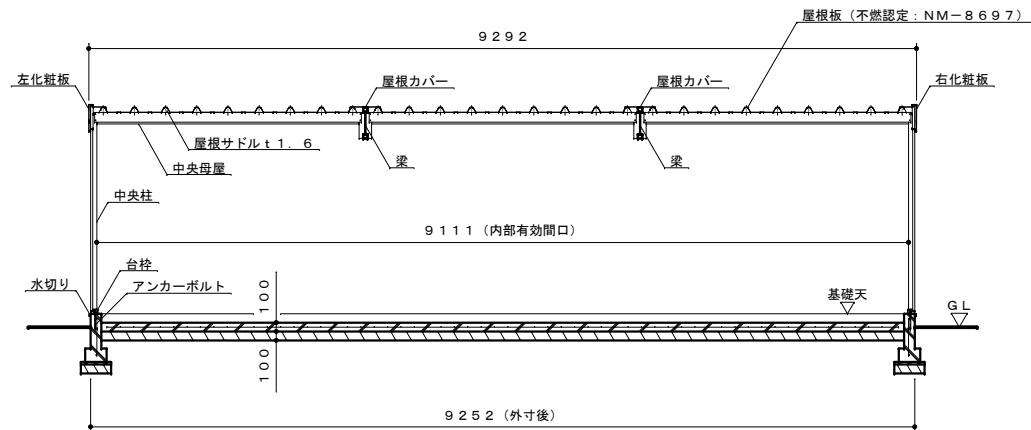 屋根板（不燃認定：ＮＭ－８６９７）
９２９２
左化粧板
屋根カバー
屋根カバー
右化粧板
屋根サドルｔ１．６
梁
梁
中央母屋
中央柱
９１１１（内部有効間口）
台枠
水切り
アンカーボルト
１００
基礎天
ＧＬ
１００
９２５２（外寸後）